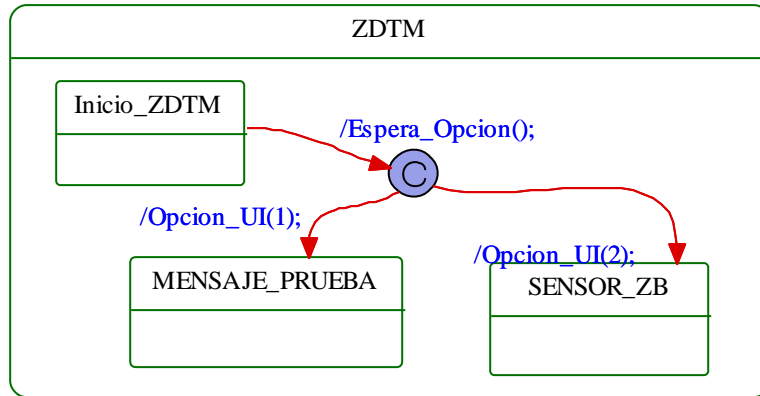 ZDTM
Inicio_ZDTM
/Espera_Opcion();
C
/Opcion_UI(1);
/Opcion_UI(2);
MENSAJE_PRUEBA
SENSOR_ZB